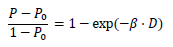 (P - P₀)/(1 - P₀) = 1 - exp(-β · D)